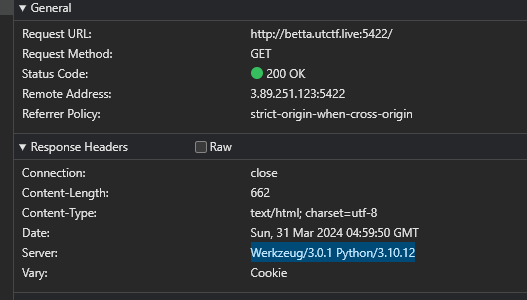 General
Request URL: http://betta.utctf.live:5422/
Request Method: GET
Status Code: 200 OK
Remote Address: 3.89.251.123:5422
Referrer Policy: strict-origin-when-cross-origin
Response Headers Raw
Connection: close
Content-Length: 662
Content-Type: text/html; charset=utf-8
Date: Sun, 31 Mar 2024 04:59:50 GMT
Server: Werkzeug/3.0.1 Python/3.10.12
Vary: Cookie